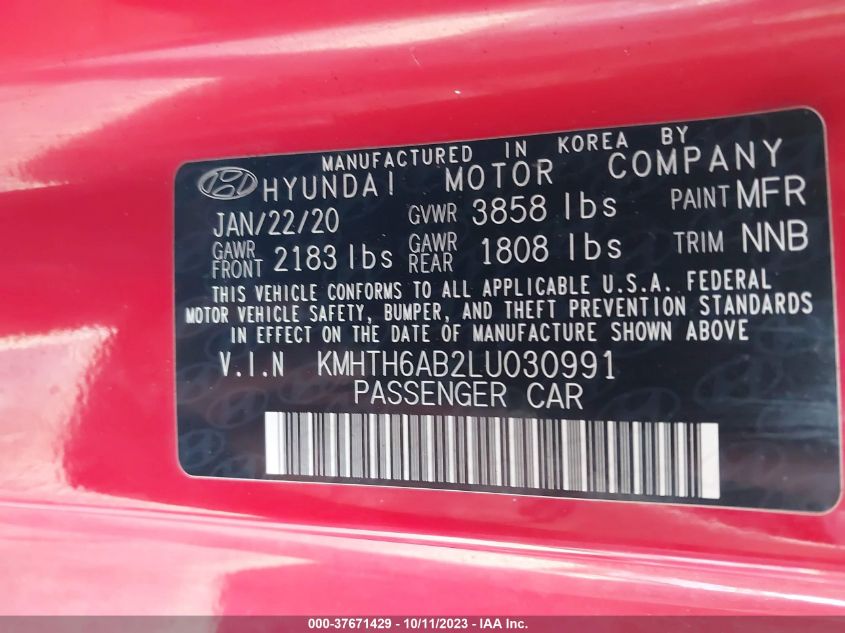 MANUFACTURED IN KOREA BY
HYUNDAI MOTOR COMPANY
JAN/22/20 GVWR 3858 lbs PAINT MFR
GAWR FRONT 2183 lbs GAWR REAR 1808 lbs TRIM NNB
THIS VEHICLE CONFORMS TO ALL APPLICABLE U.S.A. FEDERAL
MOTOR VEHICLE SAFETY, BUMPER, AND THEFT PREVENTION STANDARDS
IN EFFECT ON THE DATE OF MANUFACTURE SHOWN ABOVE
V.I.N KMHTH6AB2LU030991
PASSENGER CAR
000-37671429 - 10/11/2023 - IAA Inc.